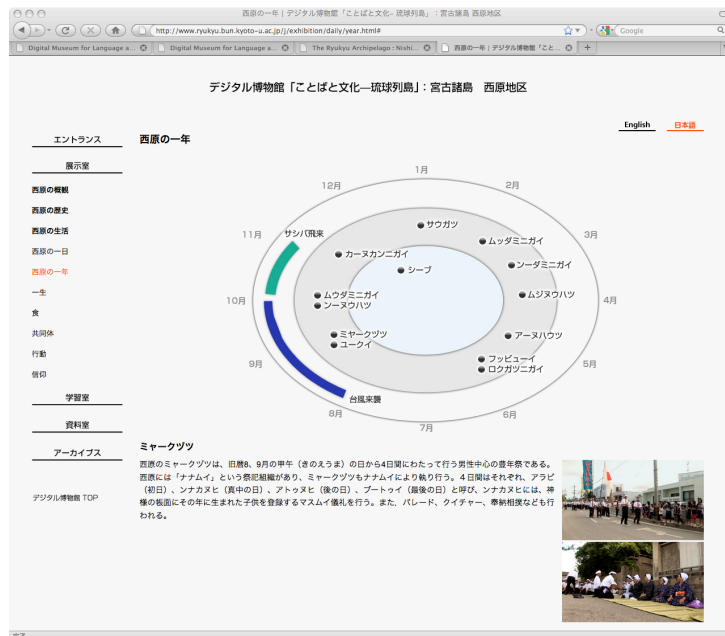 西原の一年 | デジタル博物館「ことばと文化– 琉球列島」：宮古諸島 西原地区
http://www.ryukyu.bun.kyoto-u.ac.jp/j/exhibition/daily/year.html#
Google
Digital Museum for Language a...
Digital Museum for Language a...
The Ryukyu Archipelago : Nishi...
西原の一年 | デジタル博物館「こと...
デジタル博物館「ことばと文化—琉球列島」：宮古諸島　西原地区
English
日本語
エントランス
展示室
西原の概観
西原の歴史
西原の生活
西原の一日
西原の一年
一生
食
共同体
行動
信仰
学習室
資料室
アーカイブス
デジタル博物館 TOP
西原の一年
1月
12月
2月
11月
サシバ飛来
サウガツ
3月
ムッダミニガイ
カーヌカンニガイ
シーブ
ンーダミニガイ
10月
ムウダミニガイ
ムジヌウハツ
4月
ンーヌウハツ
ミャークヅツ
アーヌハウツ
ユークイ
9月
フッビューイ
5月
ロクガツニガイ
台風来襲
8月
6月
7月
ミャークヅツ
西原のミャークヅツは、旧暦8、9月の甲午（きのえうま）の日から4日間にわたって行う男性中心の豊年祭である。
西原には「ナナムイ」という祭祀組織があり、ミャークヅツもナナムイにより執り行う。４日間はそれぞれ、アラビ
（初日）、ンナカヌヒ（真中の日）、アトゥヌヒ（後の日）、ブートゥイ（最後の日）と呼び、ンナカヌヒには、神
様の帳面にその年に生まれた子供を登録するマスムイ儀礼を行う。また、パレード、クイチャー、奉納相撲なども行
われる。
完了